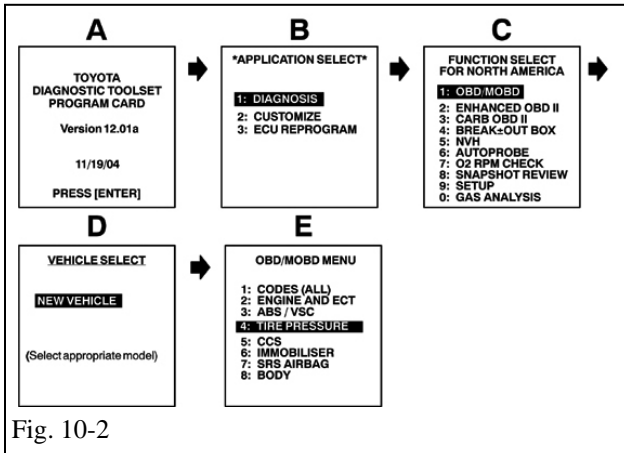 A
TOYOTA
DIAGNOSTIC TOOLSET
PROGRAM CARD
Version 12.01a
11/19/04
PRESS [ENTER]
B
*APPLICATION SELECT*
1: DIAGNOSIS
2: CUSTOMIZE
3: ECU REPROGRAM
C
FUNCTION SELECT
FOR NORTH AMERICA
1: OBD/MOBD
2: ENHANCED OBD II
3: CARB OBD II
4: BREAK±OUT BOX
5: NVH
6: AUTOPROBE
7: O2 RPM CHECK
8: SNAPSHOT REVIEW
9: SETUP
0: GAS ANALYSIS
D
VEHICLE SELECT
NEW VEHICLE
(Select appropriate model)
E
OBD/MOBD MENU
1: CODES (ALL)
2: ENGINE AND ECT
3: ABS / VSC
4: TIRE PRESSURE
5: CCS
6: IMMOBILISER
7: SRS AIRBAG
8: BODY
Fig. 10-2